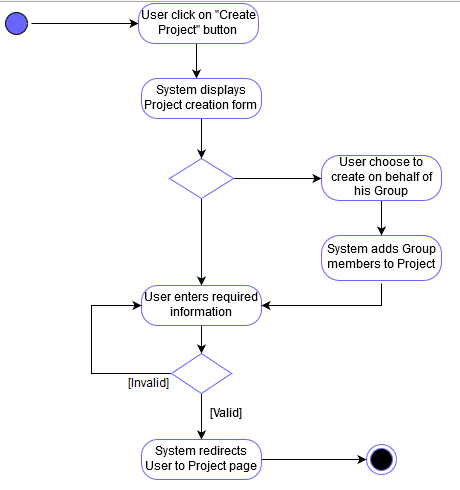 User click on "Create
Project" button
System displays
Project creation form
User choose to
create on behalf of
his Group
System adds Group
members to Project
User enters required
information
[Invalid]
[Valid]
System redirects
User to Project page